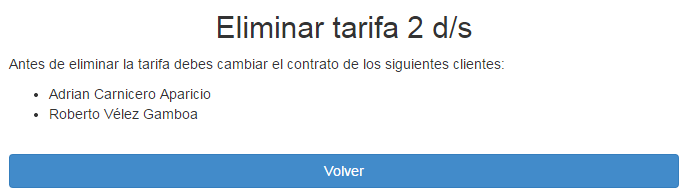 Eliminar tarifa 2 d/s
Antes de eliminar la tarifa debes cambiar el contrato de los siguientes clientes:
Adrian Carnicero Aparicio
Roberto Vélez Gamboa
Volver